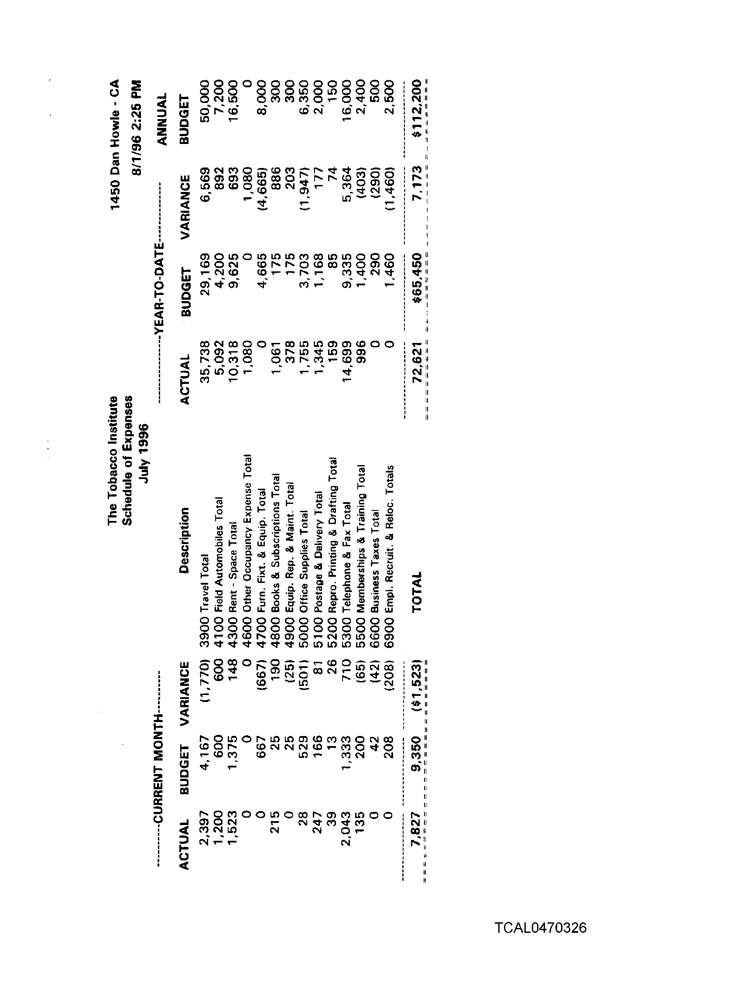 The Tobacco Institute 1450 Dan Howle - CA
Schedule of Expenses 8/1/96 2:25 PM
July 1996
----------CURRENT MONTH---------- ----------------YEAR-TO-DATE---------------- ANNUAL
ACTUAL BUDGET VARIANCE Description ACTUAL BUDGET VARIANCE BUDGET
2,397 4,167 (1,770) 3900 Travel Total 35,738 29,169 6,569 50,000
1,200 600 600 4100 Field Automobiles Total 5,092 4,200 892 7,200
1,523 1,375 148 4300 Rent - Space Total 10,318 9,625 693 16,500
0 0 0 4600 Other Occupancy Expense Total 1,080 0 1,080 0
0 667 (667) 4700 Furn. Fixt. & Equip. Total 0 4,665 (4,665) 8,000
215 25 190 4800 Books & Subscriptions Total 1,061 175 886 300
0 25 (25) 4900 Equip. Rep. & Maint. Total 378 175 203 300
28 529 (501) 5000 Office Supplies Total 1,755 3,703 (1,947) 6,350
247 166 81 5100 Postage & Delivery Total 1,345 1,168 177 2,000
39 13 26 5200 Repro. Printing & Drafting Total 159 85 74 150
2,043 1,333 710 5300 Telephone & Fax Total 14,699 9,335 5,364 16,000
135 200 (65) 5500 Memberships & Training Total 996 1,400 (403) 2,400
0 42 (42) 6600 Business Taxes Total 0 290 (290) 500
0 208 (208) 6900 Empl. Recruit. & Reloc. Totals 0 1,460 (1,460) 2,500
7,827 9,350 ($1,523) TOTAL 72,621 $65,450 7,173 $112,200
TCAL0470326